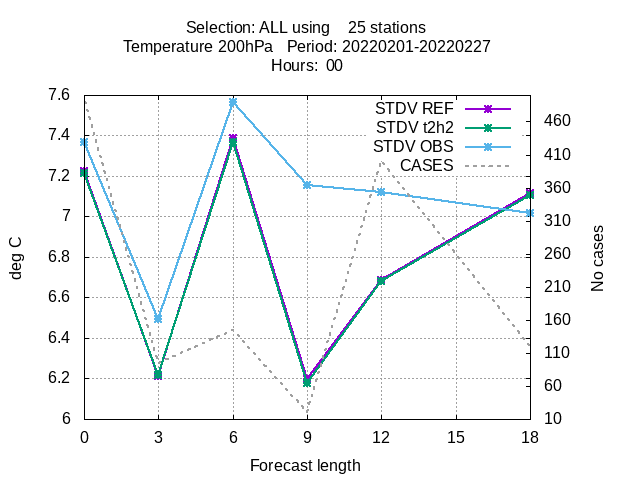 Selection: ALL using    25 stations
Temperature 200hPa   Period: 20220201-20220227
Hours:  00
STDV REF
STDV t2h2
STDV OBS
CASES
7.6
7.4
7.2
7
6.8
6.6
6.4
6.2
6
460
410
360
310
260
210
160
110
60
10
deg C
No cases
0 3 6 9 12 15 18
Forecast length